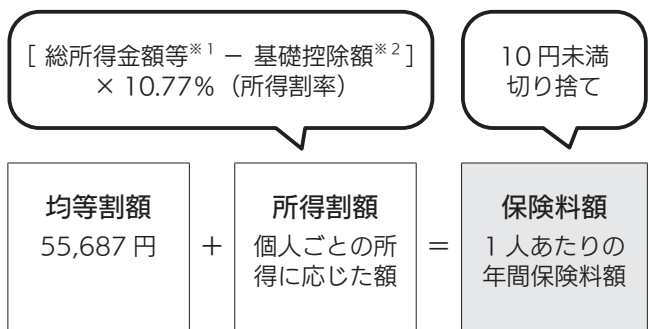 [ 総所得金額等※1 － 基礎控除額※2 ]
× 10.77%（所得割率）
10 円未満
切り捨て
均等割額
55,687 円
+
所得割額
個人ごとの所
得に応じた額
=
保険料額
1 人あたりの
年間保険料額